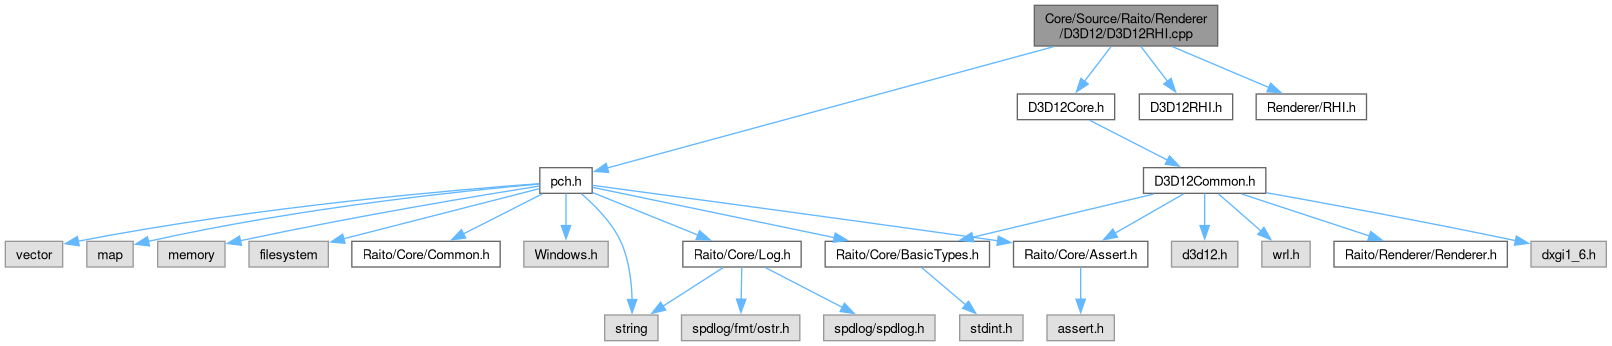 Core/Source/Raito/Renderer
/D3D12/D3D12RHI.cpp
D3D12Core.h
D3D12RHI.h
Renderer/RHI.h
pch.h
D3D12Common.h
vector
map
memory
filesystem
Raito/Core/Common.h
Windows.h
Raito/Core/Log.h
Raito/Core/BasicTypes.h
Raito/Core/Assert.h
d3d12.h
wrl.h
Raito/Renderer/Renderer.h
dxgi1_6.h
string
spdlog/fmt/ostr.h
spdlog/spdlog.h
stdint.h
assert.h